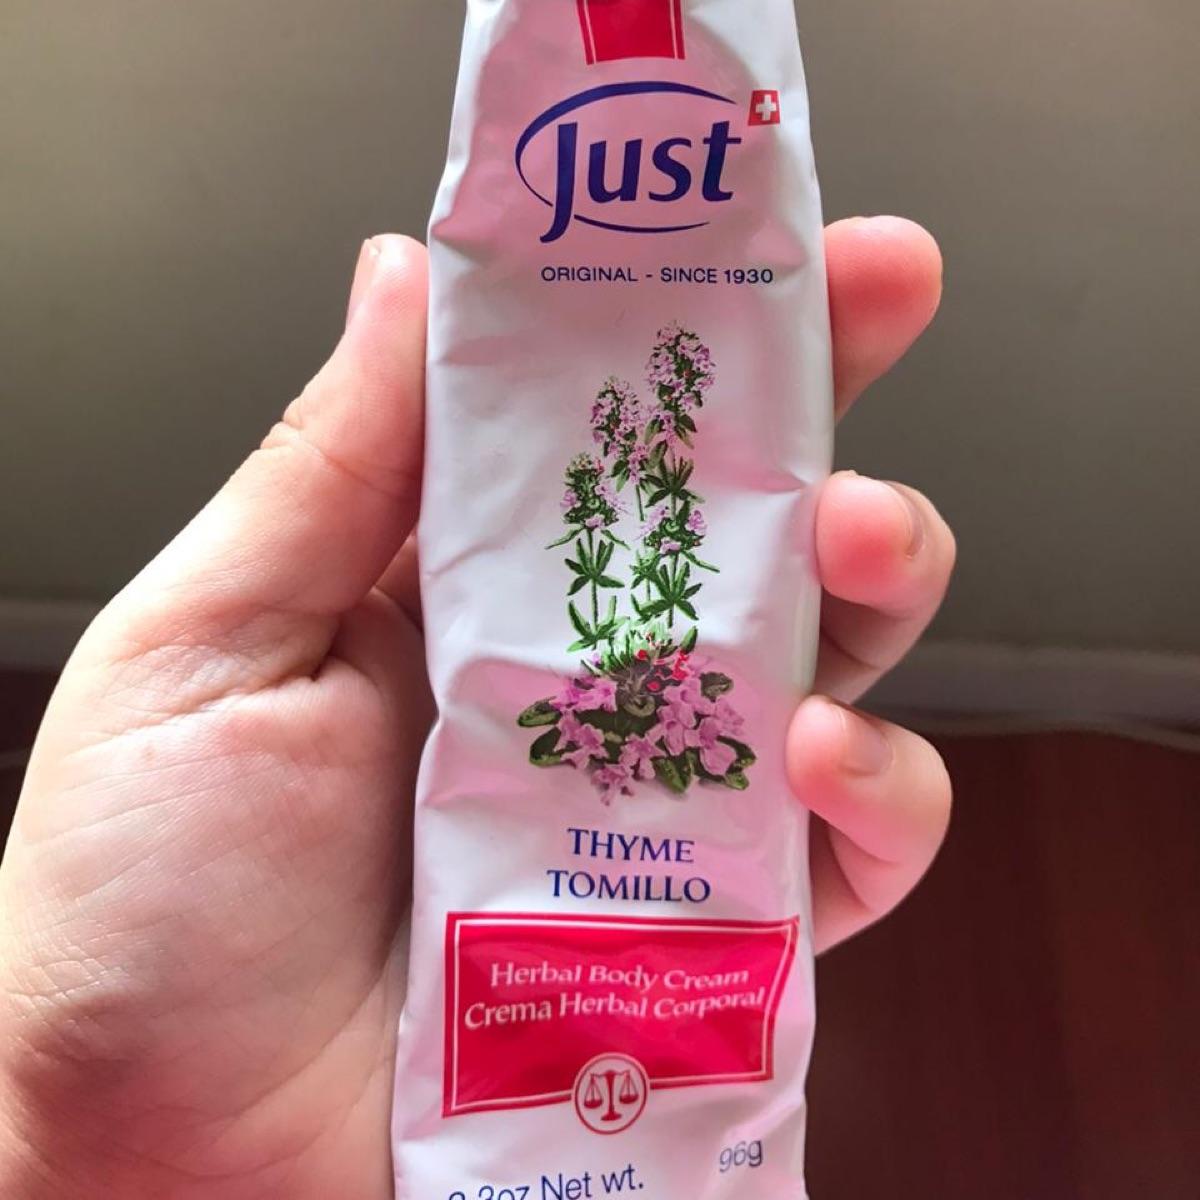 Just
ORIGINAL - SINCE 1930
THYME
TOMILLO
Herbal Body Cream
Crema Herbal Corporal
Net wt. 96g